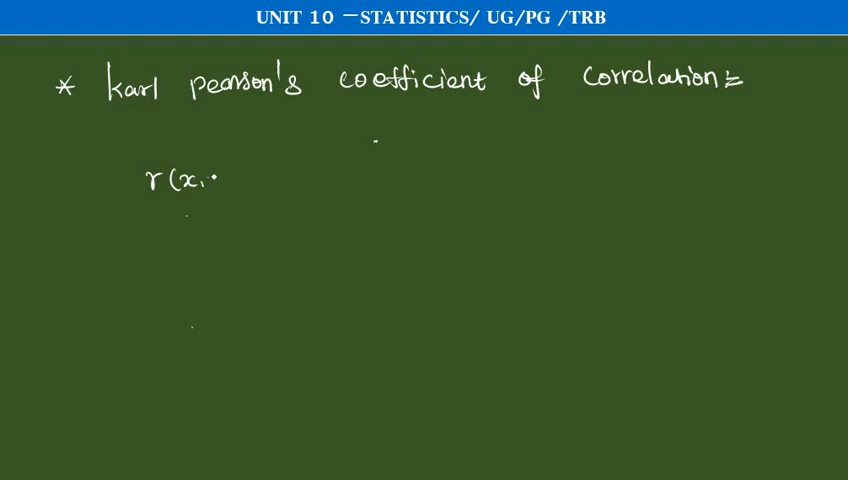 UNIT 10 – STATISTICS/ UG/PG /TRB
* karl pearson's coefficient of correlation:
r(x,